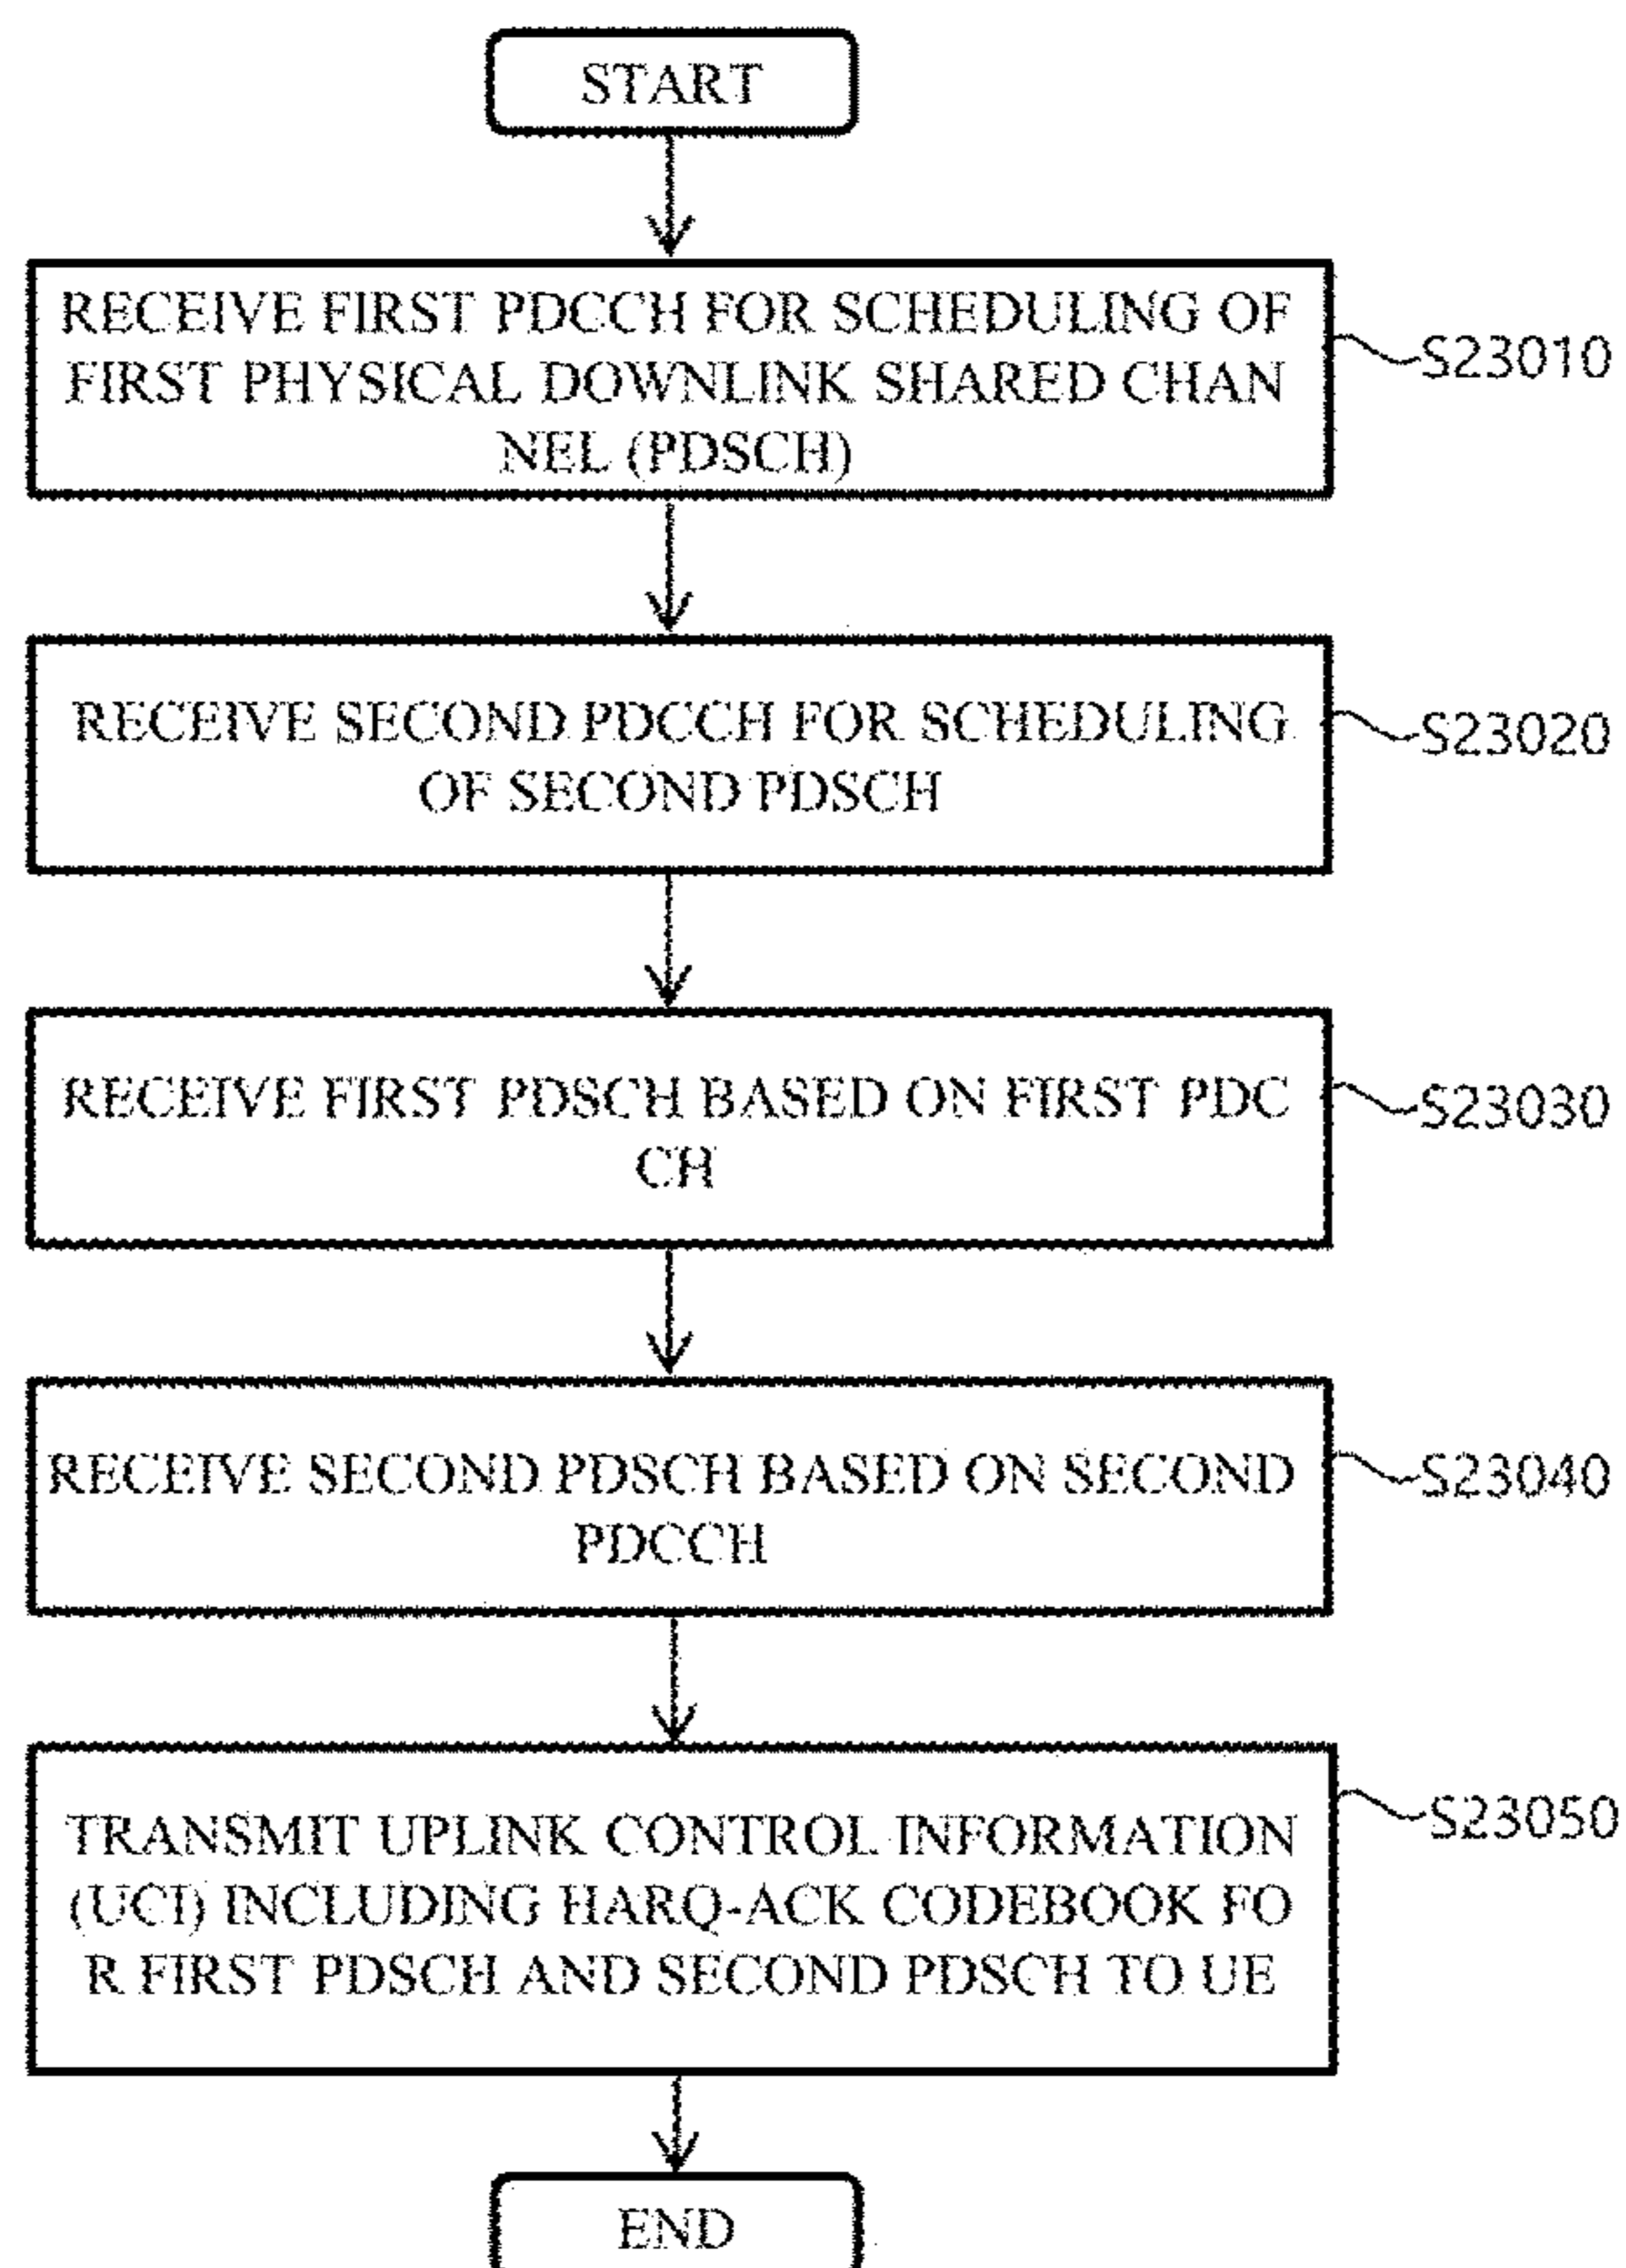 START
RECEIVE FIRST PDCCH FOR SCHEDULING OF
FIRST PHYSICAL DOWNLINK SHARED CHAN
NEL (PDSCH)
S23010
RECEIVE SECOND PDCCH FOR SCHEDULING
OF SECOND PDSCH
S23020
RECEIVE FIRST PDSCH BASED ON FIRST PDC
CH
S23030
RECEIVE SECOND PDSCH BASED ON SECOND
PDCCH
S23040
TRANSMIT UPLINK CONTROL INFORMATION
(UCI) INCLUDING HARQ-ACK CODEBOOK FO
R FIRST PDSCH AND SECOND PDSCH TO UE
S23050
END